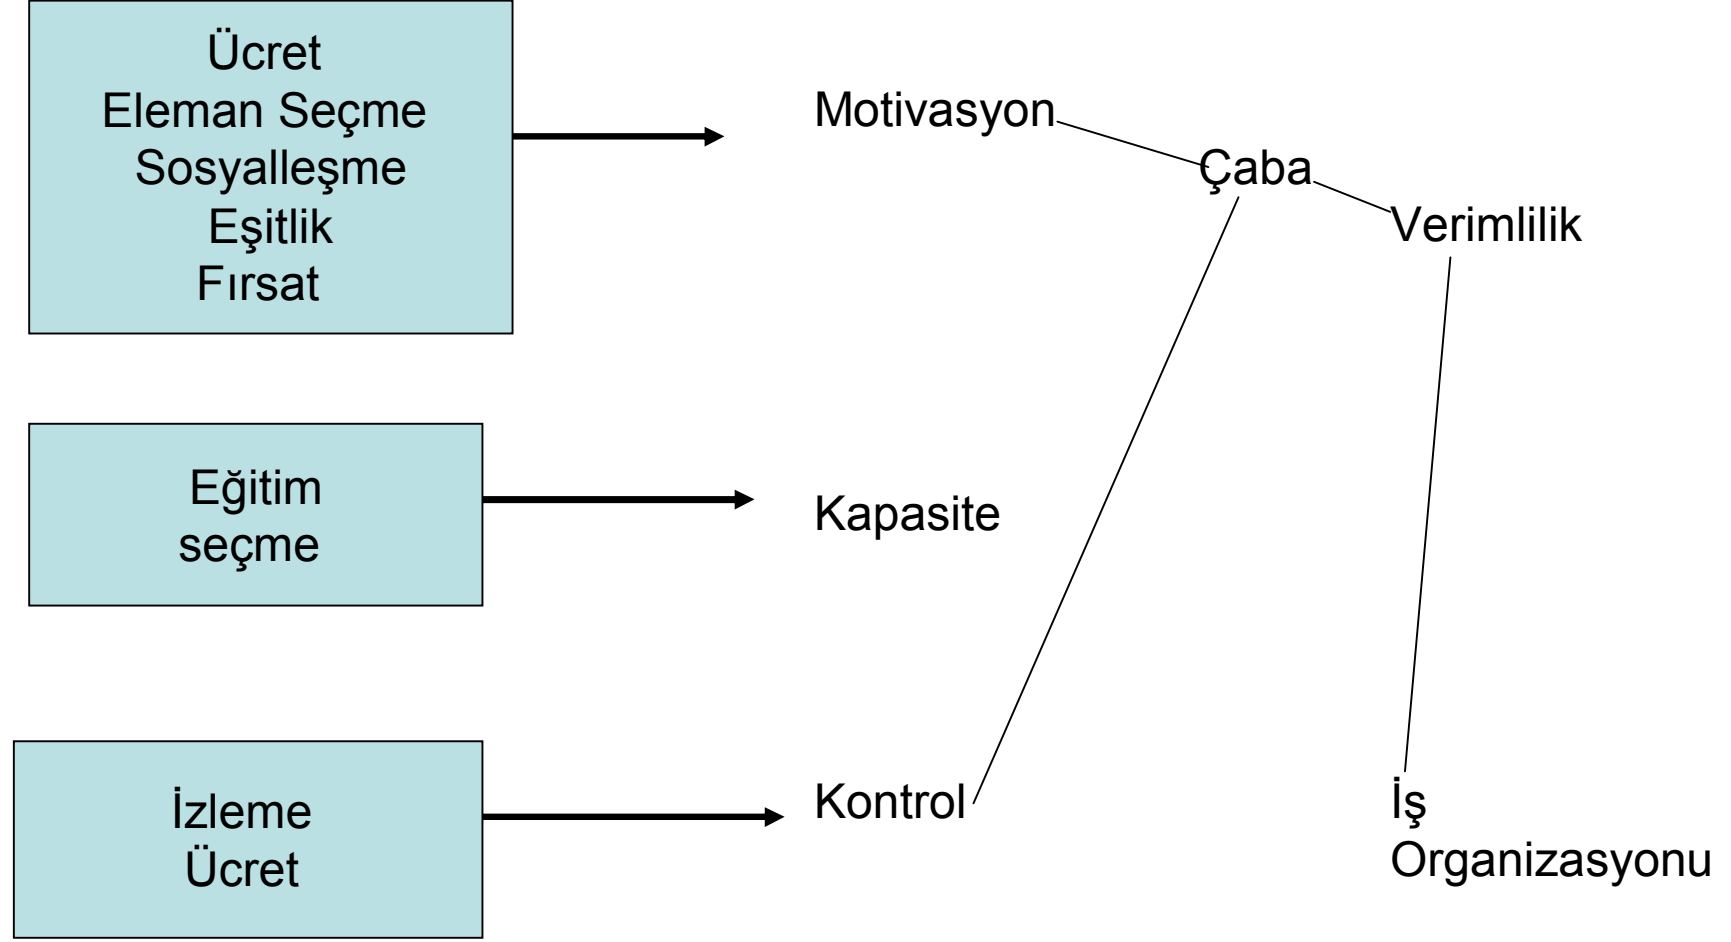 Ücret
Eleman Seçme
Sosyalleşme
Eşitlik
Fırsat
Motivasyon
Çaba
Verimlilik
Eğitim
seçme
Kapasite
İzleme
Ücret
Kontrol
İş
Organizasyonu